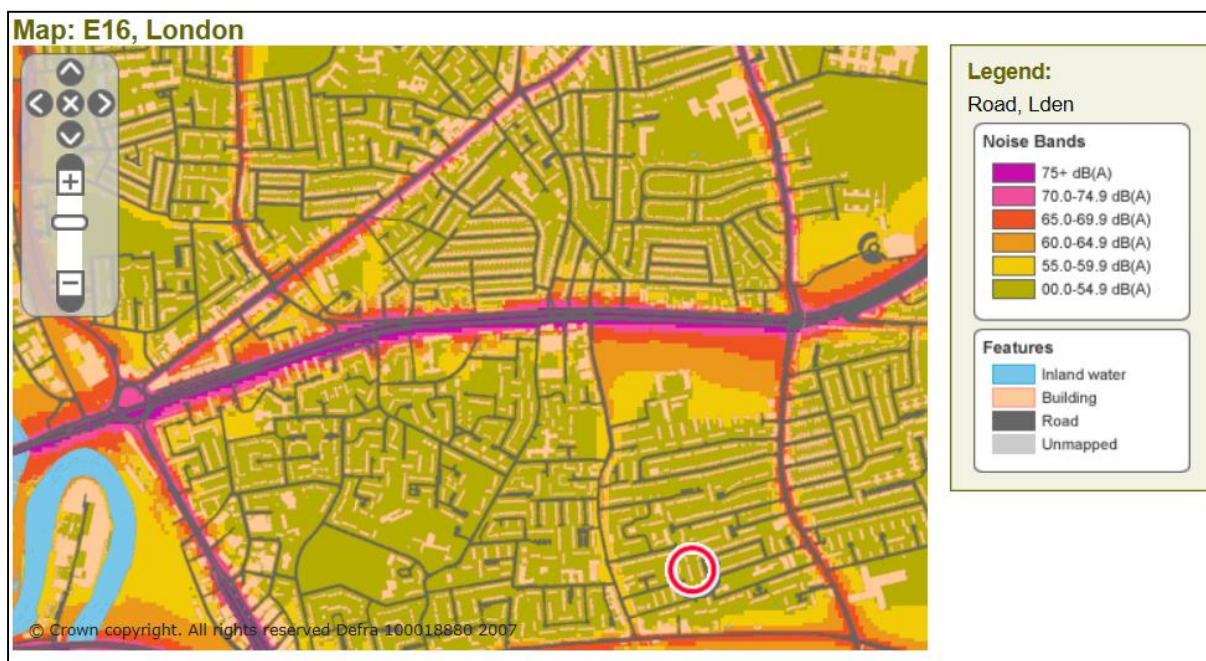 Map: E16, London
© Crown copyright. All rights reserved Defra 100018880 2007
Legend:
Road, Lden
Noise Bands
75+ dB(A)
70.0-74.9 dB(A)
65.0-69.9 dB(A)
60.0-64.9 dB(A)
55.0-59.9 dB(A)
00.0-54.9 dB(A)
Features
Inland water
Building
Road
Unmapped